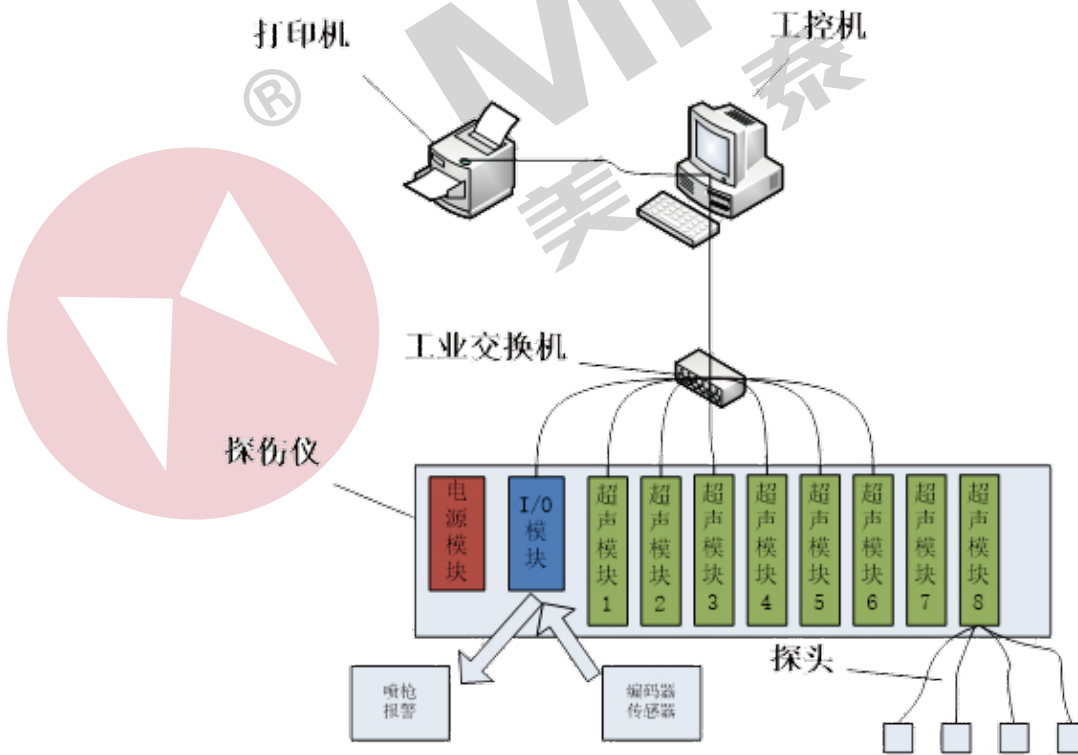 打印机
工控机
®
美
泰
工业交换机
探伤仪
电源模块
I/O
模块
超声模块1
超声模块2
超声模块3
超声模块4
超声模块5
超声模块6
超声模块7
超声模块8
探头
喷枪
报警
编码器
传感器